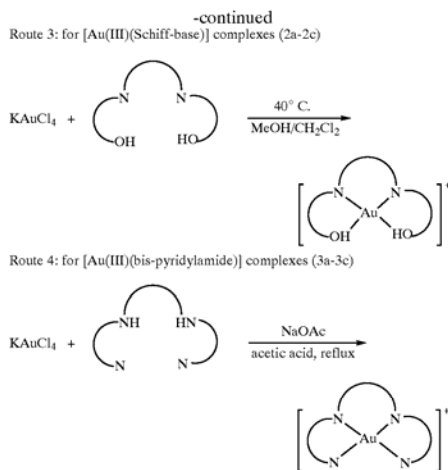 -continued
Route 3: for [Au(III)(Schiff-base)] complexes (2a-2c)
N N
KAuCl₄ +
OH HO
40° C.
MeOH/CH₂Cl₂
+
N N
Au
OH HO
Route 4: for [Au(III)(bis-pyridylamide)] complexes (3a-3c)
NH HN
KAuCl₄ +
N N
NaOAc
acetic acid, reflux
+
N N
Au
N N